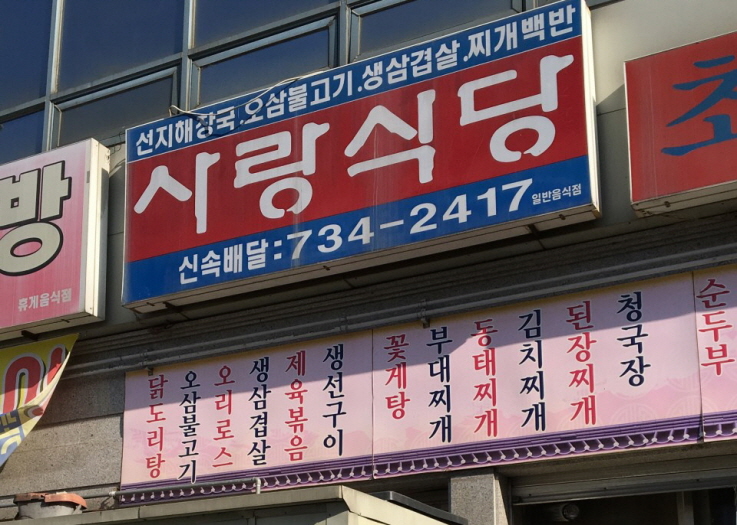 선지해장국.오삼불고기.생삼겹살.찌개백반
사랑식당
신속배달:734-2417
일반음식점
방
휴게음식점
초
닭도리탕
오삼불고기
오리로스
생삼겹살
제육볶음
생선구이
꽃게탕
부대찌개
동태찌개
김치찌개
된장찌개
청국장
순두부